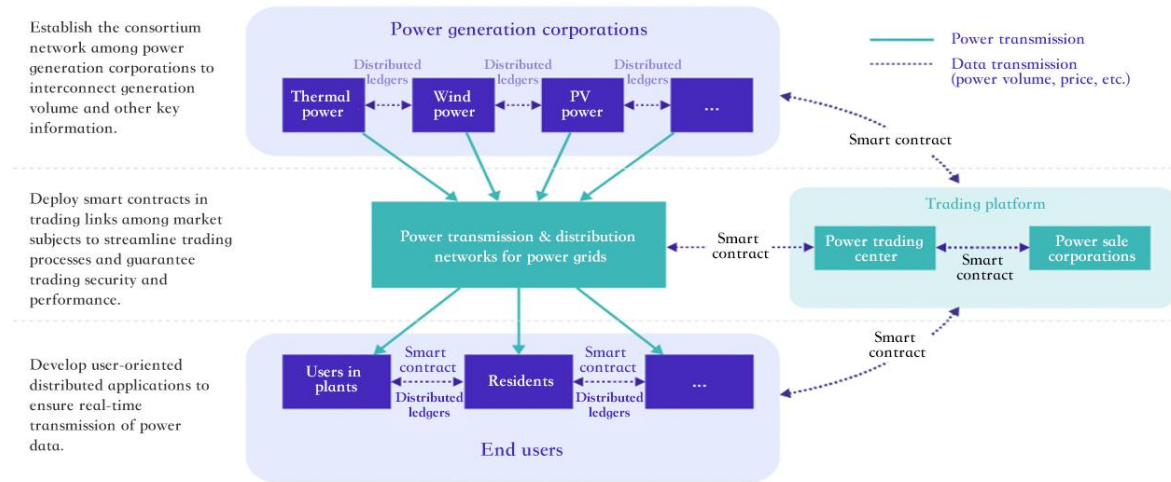 Establish the consortium
network among power
generation corporations to
interconnect generation
volume and other key
information.
Power generation corporations
Distributed
ledgers
Distributed
ledgers
Distributed
ledgers
Thermal
power
Wind
power
PV
power
...
Power transmission
Data transmission
(power volume, price, etc.)
Smart contract
Deploy smart contracts in
trading links among market
subjects to streamline trading
processes and guarantee
trading security and
performance.
Power transmission & distribution
networks for power grids
Smart
contract
Trading platform
Power trading
center
Smart
contract
Power sale
corporations
Smart
contract
Develop user-oriented
distributed applications to
ensure real-time
transmission of power
data.
Users in
plants
Smart
contract
Distributed
ledgers
Residents
Smart
contract
Distributed
ledgers
...
End users